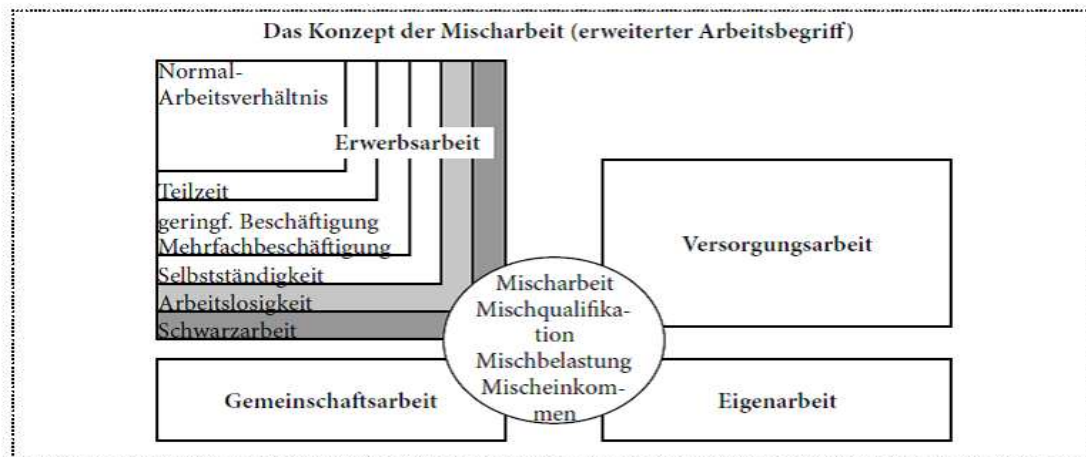 Das Konzept der Mischarbeit (erweiterter Arbeitsbegriff)
Normal-
Arbeitsverhältnis
Erwerbsarbeit
Teilzeit
geringf. Beschäftigung
Mehrfachbeschäftigung
Selbstständigkeit
Arbeitslosigkeit
Schwarzarbeit
Versorgungsarbeit
Mischarbeit
Mischqualifika-
tion
Mischbelastung
Mischeinkom-
men
Gemeinschaftsarbeit
Eigenarbeit